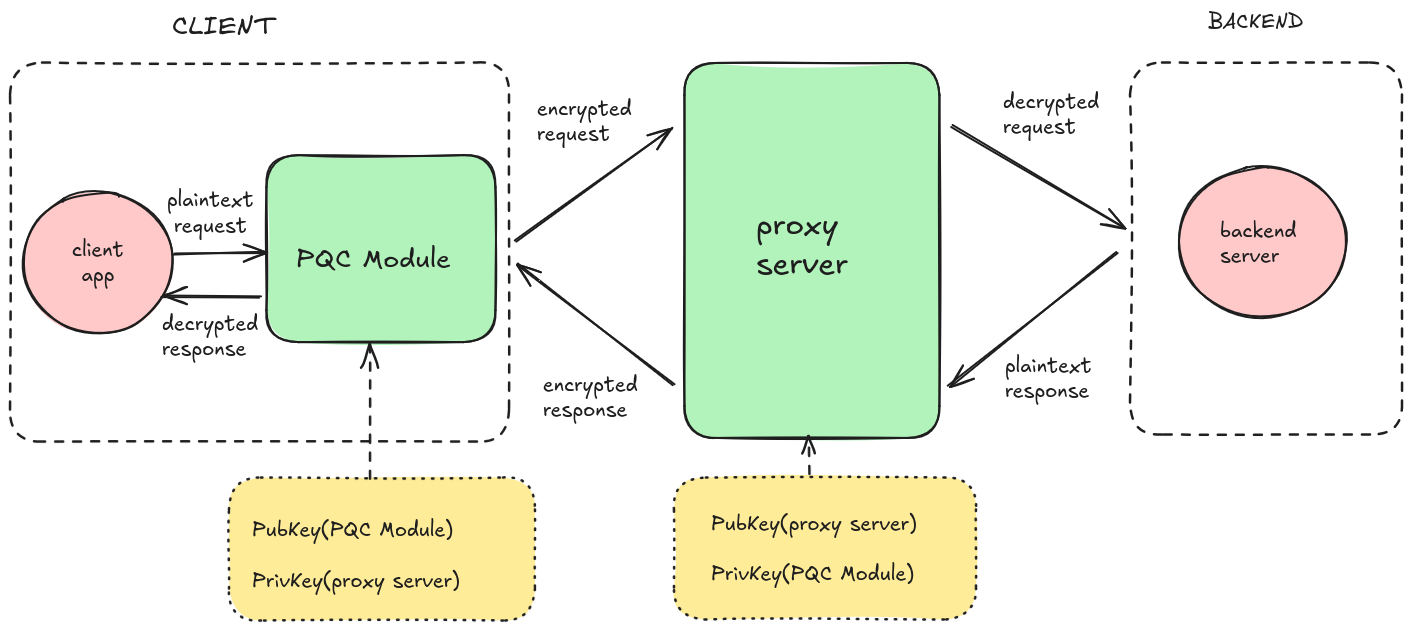 CLIENT
BACKEND
encrypted
request
decrypted
request
plaintext
request
client
app
PQC Module
proxy
server
backend
server
decrypted
response
encrypted
response
plaintext
response
PubKey(PQC Module)
PrivKey(proxy server)
PubKey(proxy server)
PrivKey(PQC Module)